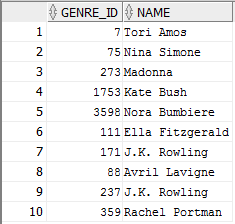 GENRE_ID NAME
1 7 Tori Amos
2 75 Nina Simone
3 273 Madonna
4 1753 Kate Bush
5 3598 Nora Bumbiere
6 111 Ella Fitzgerald
7 171 J.K. Rowling
8 88 Avril Lavigne
9 237 J.K. Rowling
10 359 Rachel Portman